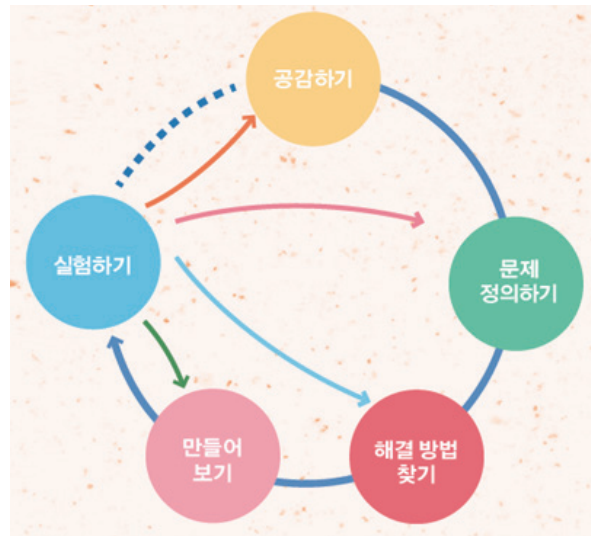 공감하기
문제
정의하기
해결 방법
찾기
만들어
보기
실험하기